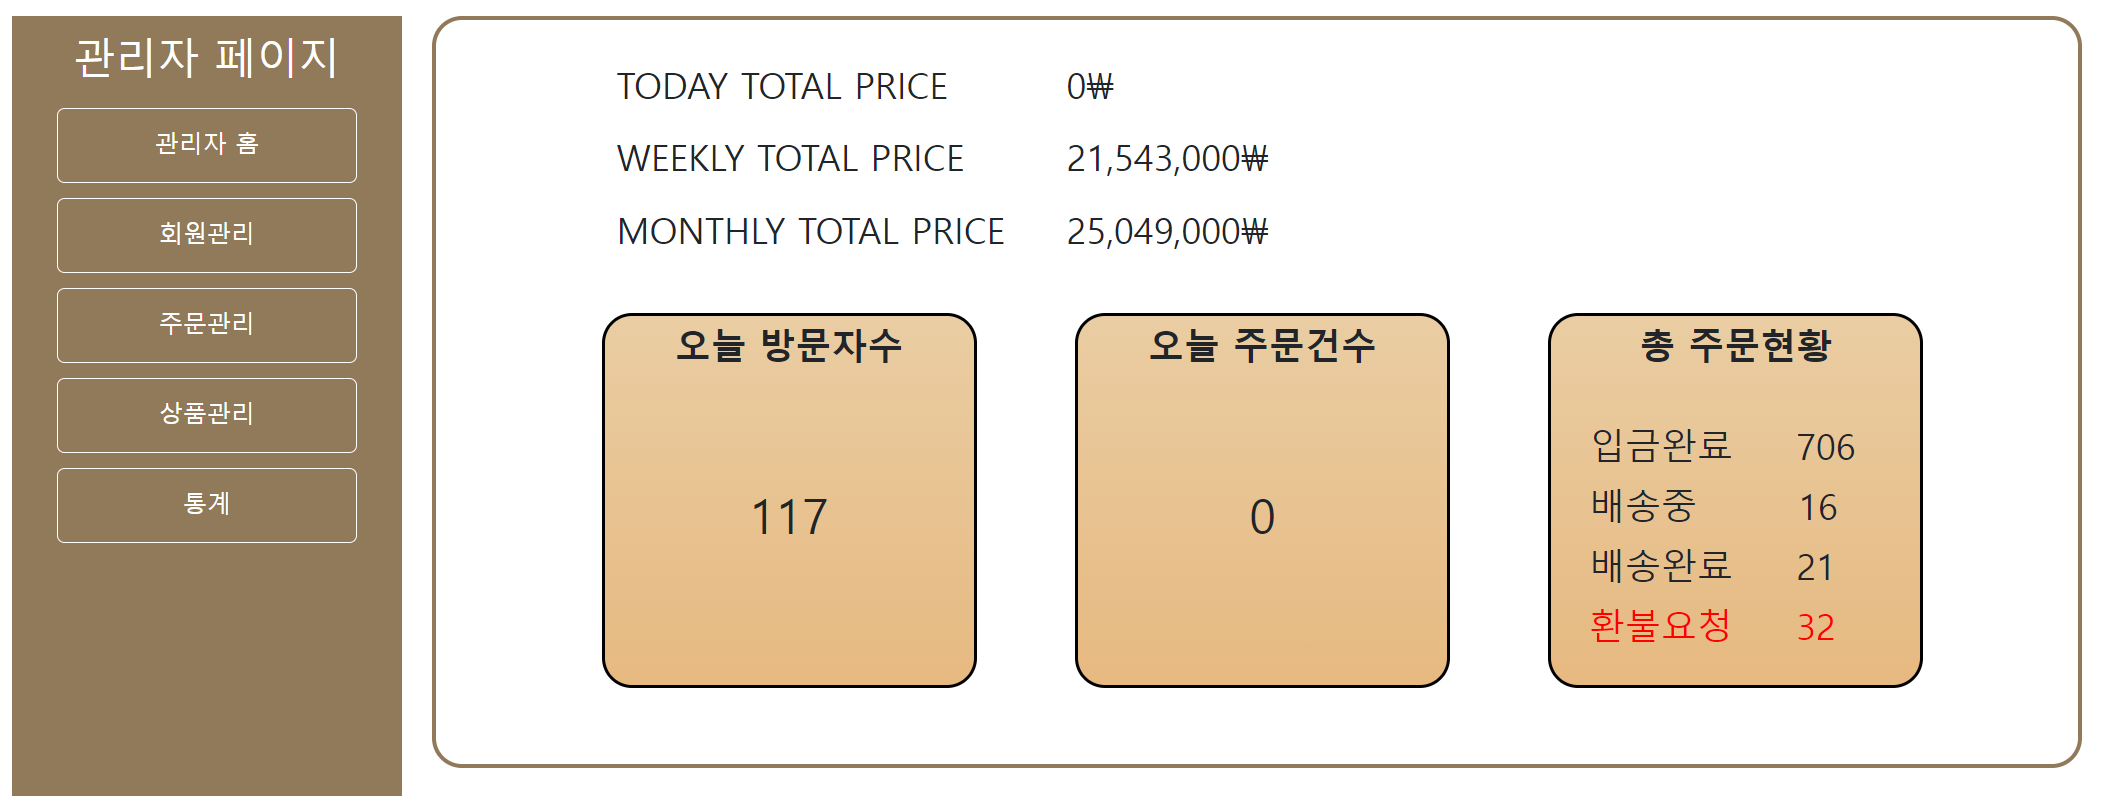 관리자 페이지
관리자 홈
회원관리
주문관리
상품관리
통계
TODAY TOTAL PRICE 0₩
WEEKLY TOTAL PRICE 21,543,000₩
MONTHLY TOTAL PRICE 25,049,000₩
오늘 방문자수
117
오늘 주문건수
0
총 주문현황
입금완료 706
배송중 16
배송완료 21
환불요청 32